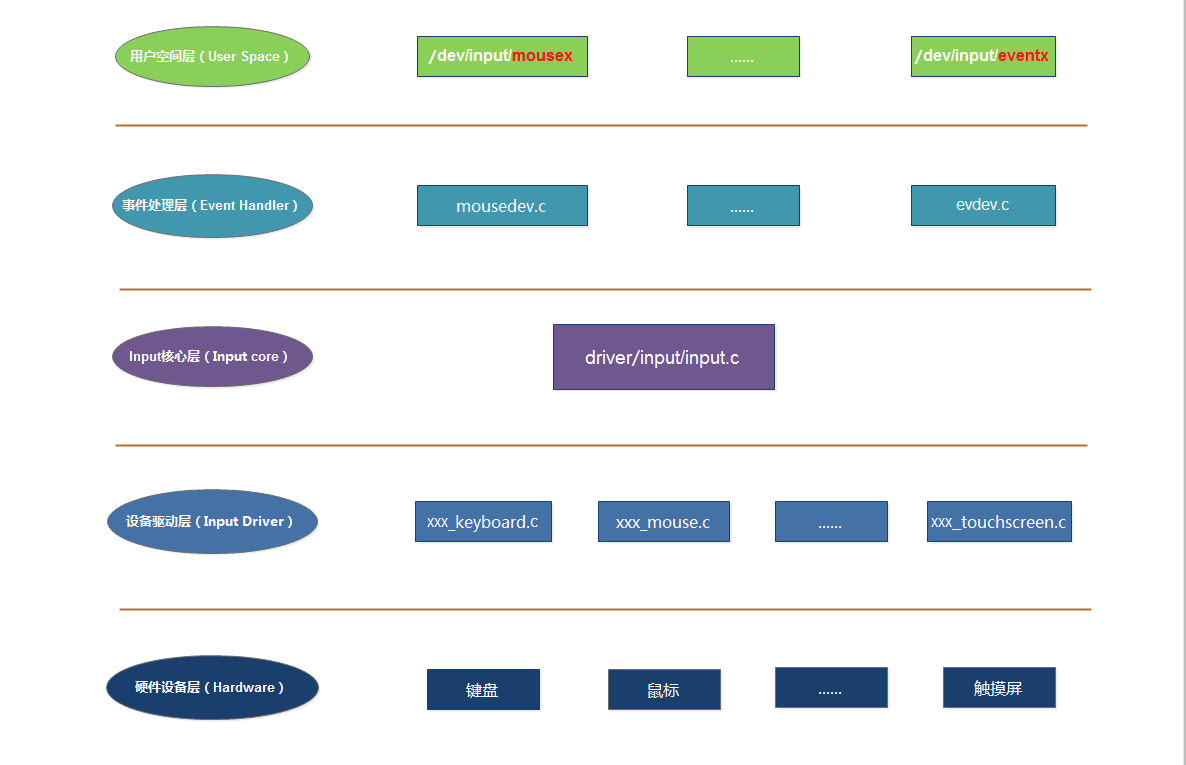 用户空间层（User Space）
/dev/input/mousex
......
/dev/input/eventx
事件处理层（Event Handler）
mousedev.c
......
evdev.c
Input核心层（Input core）
driver/input/input.c
设备驱动层（Input Driver）
xxx_keyboard.c
xxx_mouse.c
......
xxx_touchscreen.c
硬件设备层（Hardware）
键盘
鼠标
......
触摸屏